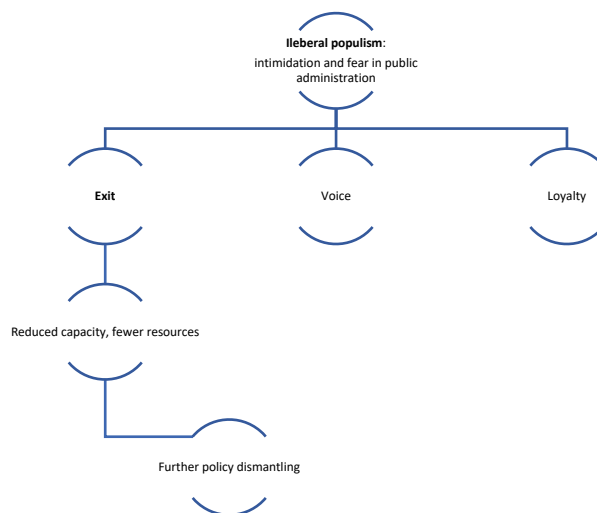 Ileberal populism:
intimidation and fear in public
administration
Exit
Voice
Loyalty
Reduced capacity, fewer resources
Further policy dismantling